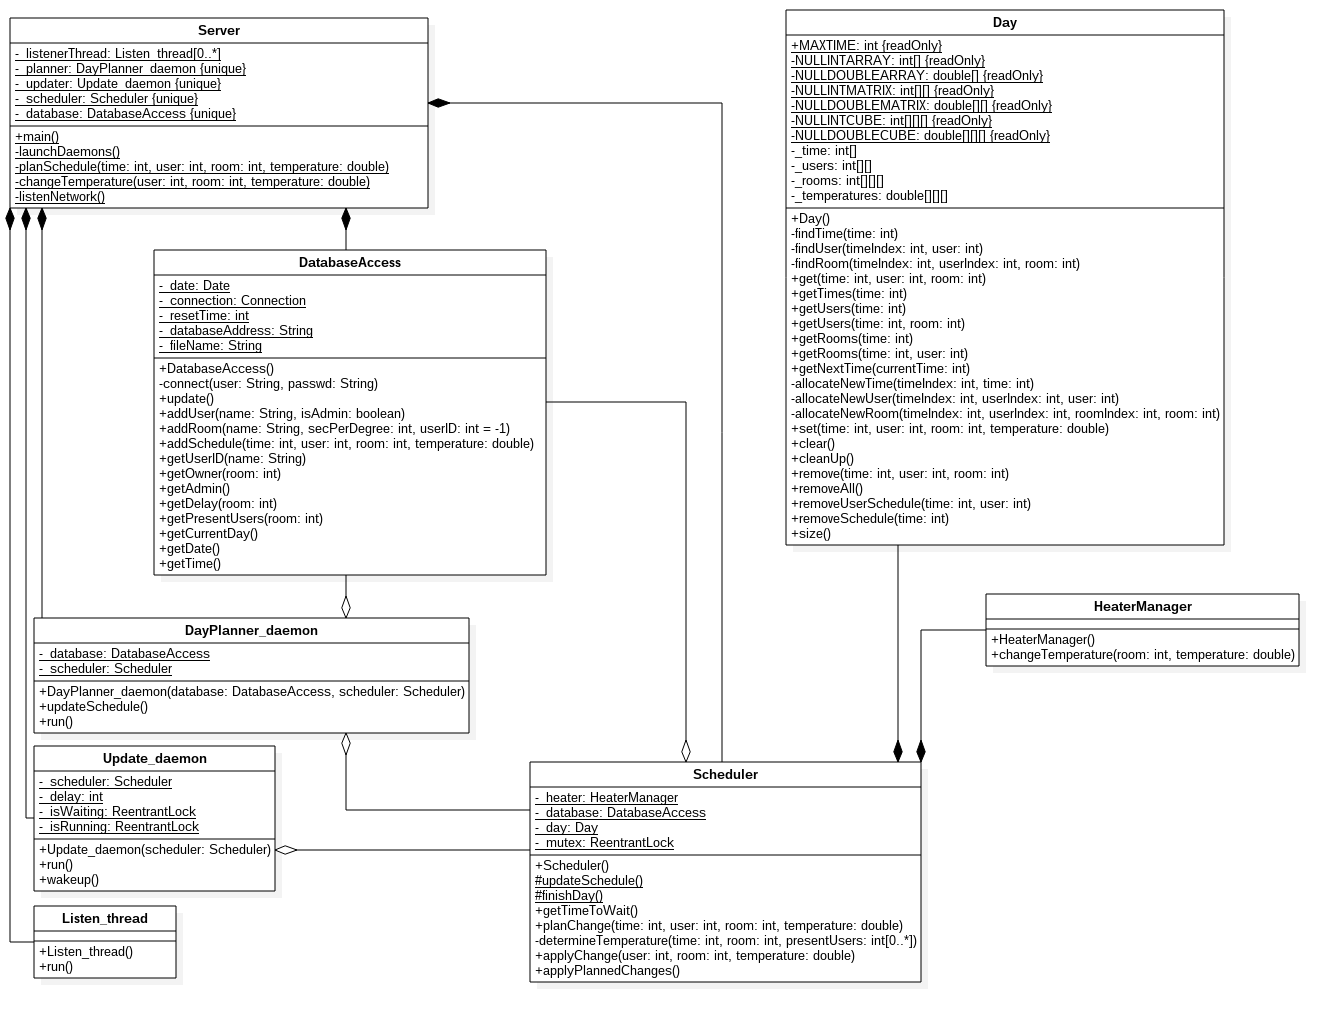 Server
-_listenerThread: Listen_thread[0..*]
-_planner: DayPlanner_daemon {unique}
-_updater: Update_daemon {unique}
-_scheduler: Scheduler {unique}
-_database: DatabaseAccess {unique}
+main()
-launchDaemons()
-planSchedule(time: int, user: int, room: int, temperature: double)
-changeTemperature(user: int, room: int, temperature: double)
-listenNetwork()
Day
+MAXTIME: int {readOnly}
-NULLINTARRAY: int[] {readOnly}
-NULLDOUBLEARRAY: double[] {readOnly}
-NULLINTMATRIX: int[][] {readOnly}
-NULLDOUBLEMATRIX: double[][] {readOnly}
-NULLINTCUBE: int[][][] {readOnly}
-NULLDOUBLECUBE: double[][][] {readOnly}
-_time: int[]
-_users: int[][]
-_rooms: int[][][]
-_temperatures: double[][][]
+Day()
-findTime(time: int)
-findUser(timeIndex: int, user: int)
-findRoom(timeIndex: int, userIndex: int, room: int)
+get(time: int, user: int, room: int)
+getTimes(time: int)
+getUsers(time: int)
+getUsers(time: int, room: int)
+getRooms(time: int)
+getRooms(time: int, user: int)
+getNextTime(currentTime: int)
-allocateNewTime(timeIndex: int, time: int)
-allocateNewUser(timeIndex: int, userIndex: int, user: int)
-allocateNewRoom(timeIndex: int, userIndex: int, roomIndex: int, room: int)
+set(time: int, user: int, room: int, temperature: double)
+clear()
+cleanUp()
+remove(time: int, user: int, room: int)
+removeAll()
+removeUserSchedule(time: int, user: int)
+removeSchedule(time: int)
+size()
DatabaseAccess
-_date: Date
-_connection: Connection
-_resetTime: int
-_databaseAddress: String
-_fileName: String
+DatabaseAccess()
-connect(user: String, passwd: String)
+update()
+addUser(name: String, isAdmin: boolean)
+addRoom(name: String, secPerDegree: int, userID: int = -1)
+addSchedule(time: int, user: int, room: int, temperature: double)
+getUserID(name: String)
+getOwner(room: int)
+getAdmin()
+getDelay(room: int)
+getPresentUsers(room: int)
+getCurrentDay()
+getDate()
+getTime()
HeaterManager
+HeaterManager()
+changeTemperature(room: int, temperature: double)
DayPlanner_daemon
-_database: DatabaseAccess
-_scheduler: Scheduler
+DayPlanner_daemon(database: DatabaseAccess, scheduler: Scheduler)
+updateSchedule()
+run()
Update_daemon
-_scheduler: Scheduler
-_delay: int
-_isWaiting: ReentrantLock
-_isRunning: ReentrantLock
+Update_daemon(scheduler: Scheduler)
+run()
+wakeup()
Scheduler
-_heater: HeaterManager
-_database: DatabaseAccess
-_day: Day
-_mutex: ReentrantLock
+Scheduler()
#updateSchedule()
#finishDay()
+getTimeToWait()
+planChange(time: int, user: int, room: int, temperature: double)
-determineTemperature(time: int, room: int, presentUsers: int[0..*])
+applyChange(user: int, room: int, temperature: double)
+applyPlannedChanges()
Listen_thread
+Listen_thread()
+run()